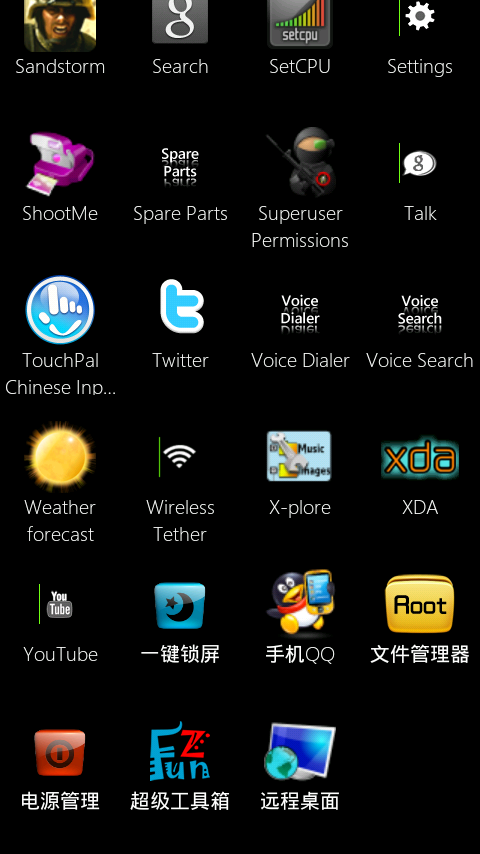 g
setcpu
Sandstorm
Search
SetCPU
Settings
Spare
Parts
g
ShootMe
Spare Parts
Superuser
Permissions
Talk
Voice
Dialer
Voice
Search
TouchPal
Chinese Inp...
Twitter
Voice Dialer
Voice Search
Music
Images
xda
Weather
forecast
Wireless
Tether
X-plore
XDA
You
Tube
Root
YouTube
一键锁屏
手机QQ
文件管理器
EZ
Fun
电源管理
超级工具箱
远程桌面